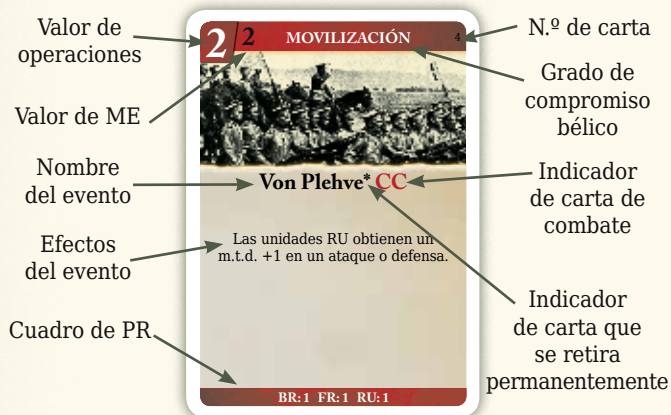 Valor de
operaciones
Valor de ME
Nombre
del evento
Efectos
del evento
Cuadro de PR
2
2
MOVILIZACIÓN
4
Von Plehve* CC
Las unidades RU obtienen un
m.t.d. +1 en un ataque o defensa.
BR: 1 FR: 1 RU: 1
N.º de carta
Grado de
compromiso
bélico
Indicador
de carta de
combate
Indicador
de carta que
se retira
permanentemente